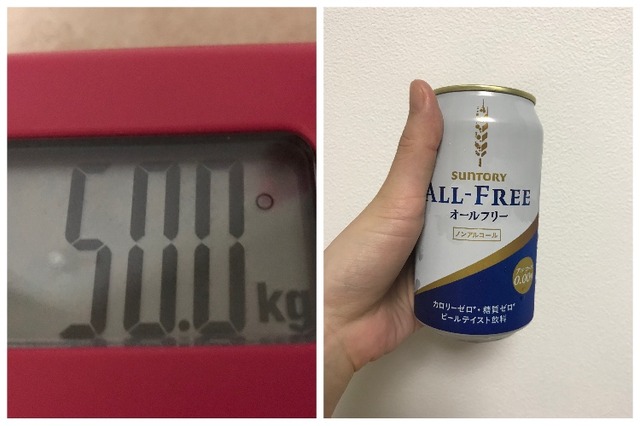 50.0
kg
SUNTORY
ALL-FREE
オールフリー
ノンアルコール
0.00%
カロリーゼロ*・糖質ゼロ*
ビールテイスト飲料